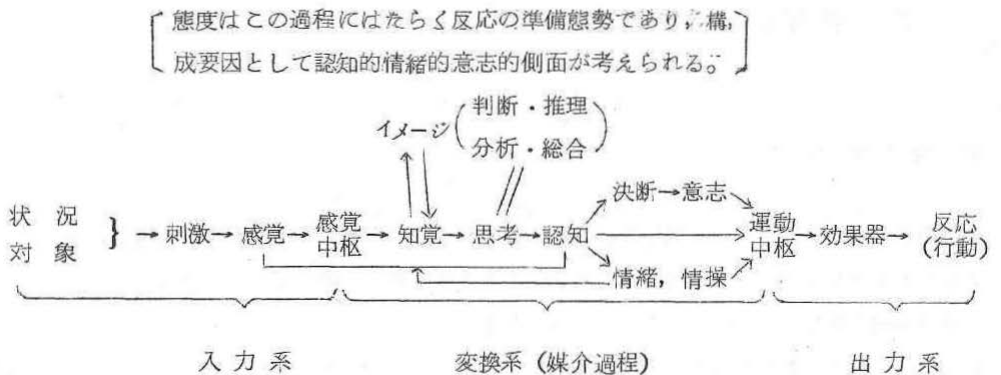 態度はこの過程にはたらく反応の準備態勢であり、構
成要因として認知的情緒的意志的側面が考えられる。
イメージ
判断・推理
分析・総合
状況
対象
→刺激→感覚→感覚中枢→知覚→思考→認知
決断→意志
情緒，情操
運動中枢→効果器→反応(行動)
入力系
変換系(媒介過程)
出力系